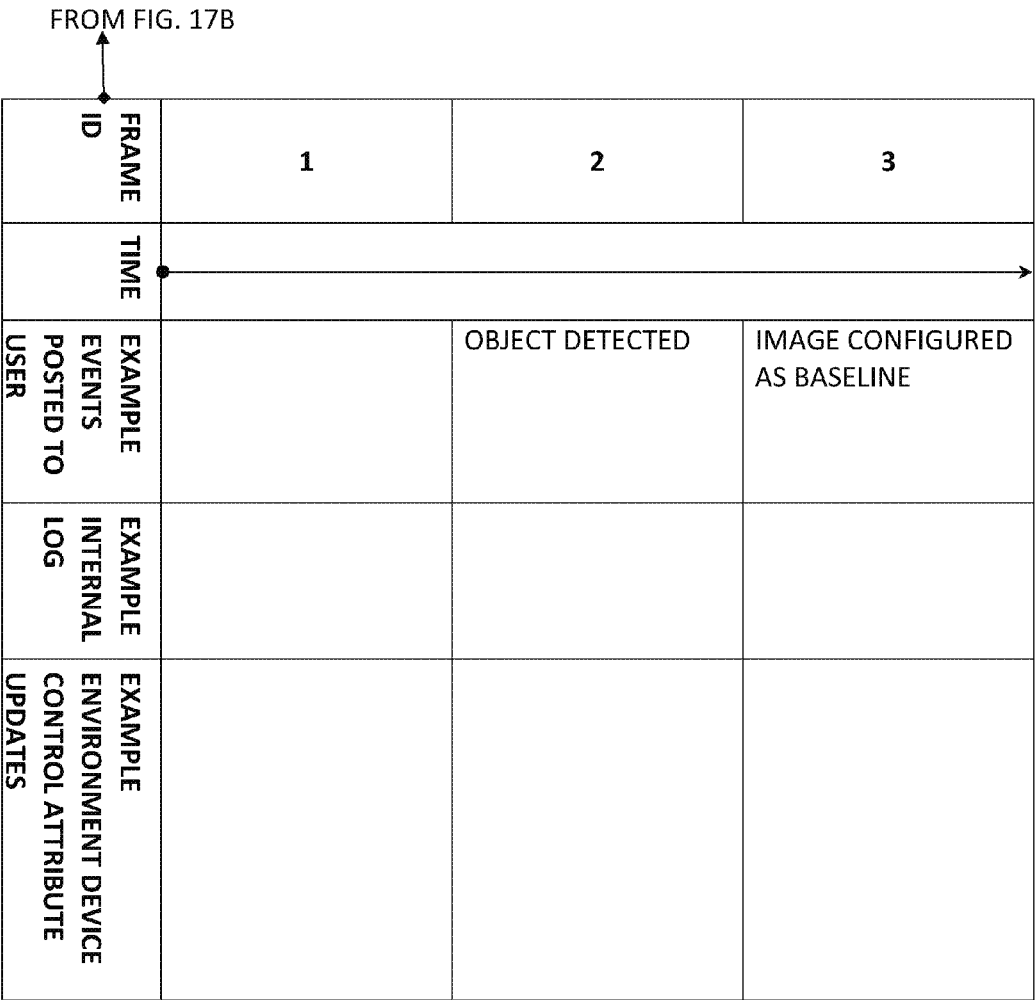 FROM FIG. 17B
FRAME
ID
1
2
3
TIME
EXAMPLE
EVENTS
POSTED TO
USER
OBJECT DETECTED
IMAGE CONFIGURED
AS BASELINE
EXAMPLE
INTERNAL
LOG
EXAMPLE
ENVIRONMENT DEVICE
CONTROL ATTRIBUTE
UPDATES